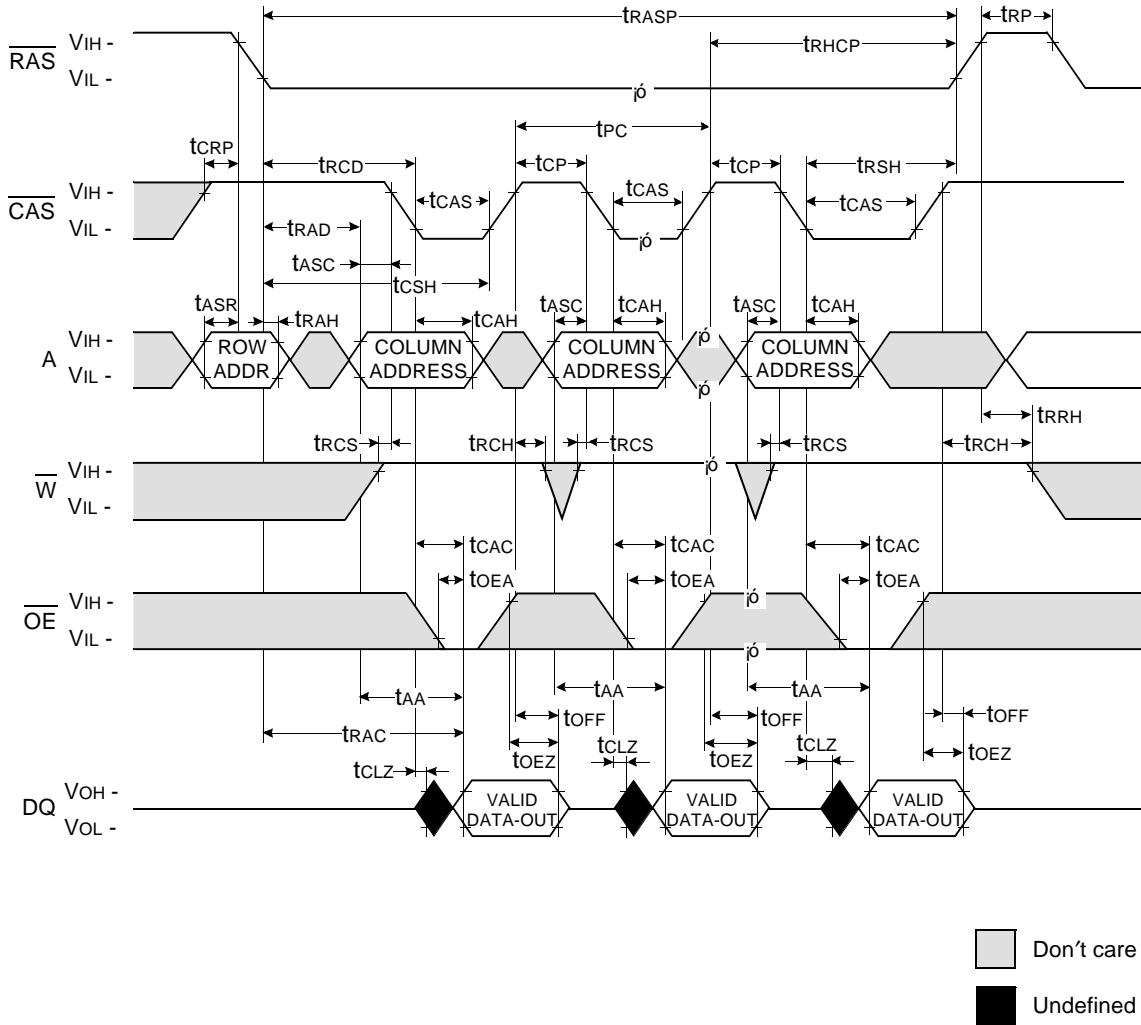 tRASP
tRP
RAS
VIH -
VIL -
tRHCP
¡ó
tPC
tCRP
tRCD
tCP
tCP
tRSH
CAS
VIH -
VIL -
tCAS
tCAS
tCAS
¡ó
tRAD
tASC
tCSH
tASR
tRAH
tCAH
tASC
tCAH
tASC
tCAH
A
VIH -
VIL -
ROW
ADDR
COLUMN
ADDRESS
COLUMN
ADDRESS
¡ó
¡ó
COLUMN
ADDRESS
tRRH
tRCS
tRCH
tRCS
tRCS
tRCH
W
VIH -
VIL -
¡ó
tCAC
tCAC
tCAC
tOEA
tOEA
tOEA
OE
VIH -
VIL -
¡ó
¡ó
tAA
tAA
tAA
tOFF
tOFF
tOFF
tRAC
tCLZ
tOEZ
tCLZ
tOEZ
tCLZ
tOEZ
DQ
VOH -
VOL -
VALID
DATA-OUT
VALID
DATA-OUT
VALID
DATA-OUT
Don′t care
Undefined